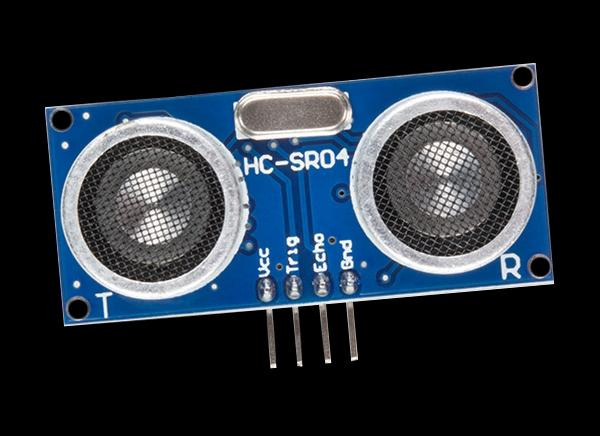 HC-SR04
Vcc
Trig
Echo
Gnd
T
R